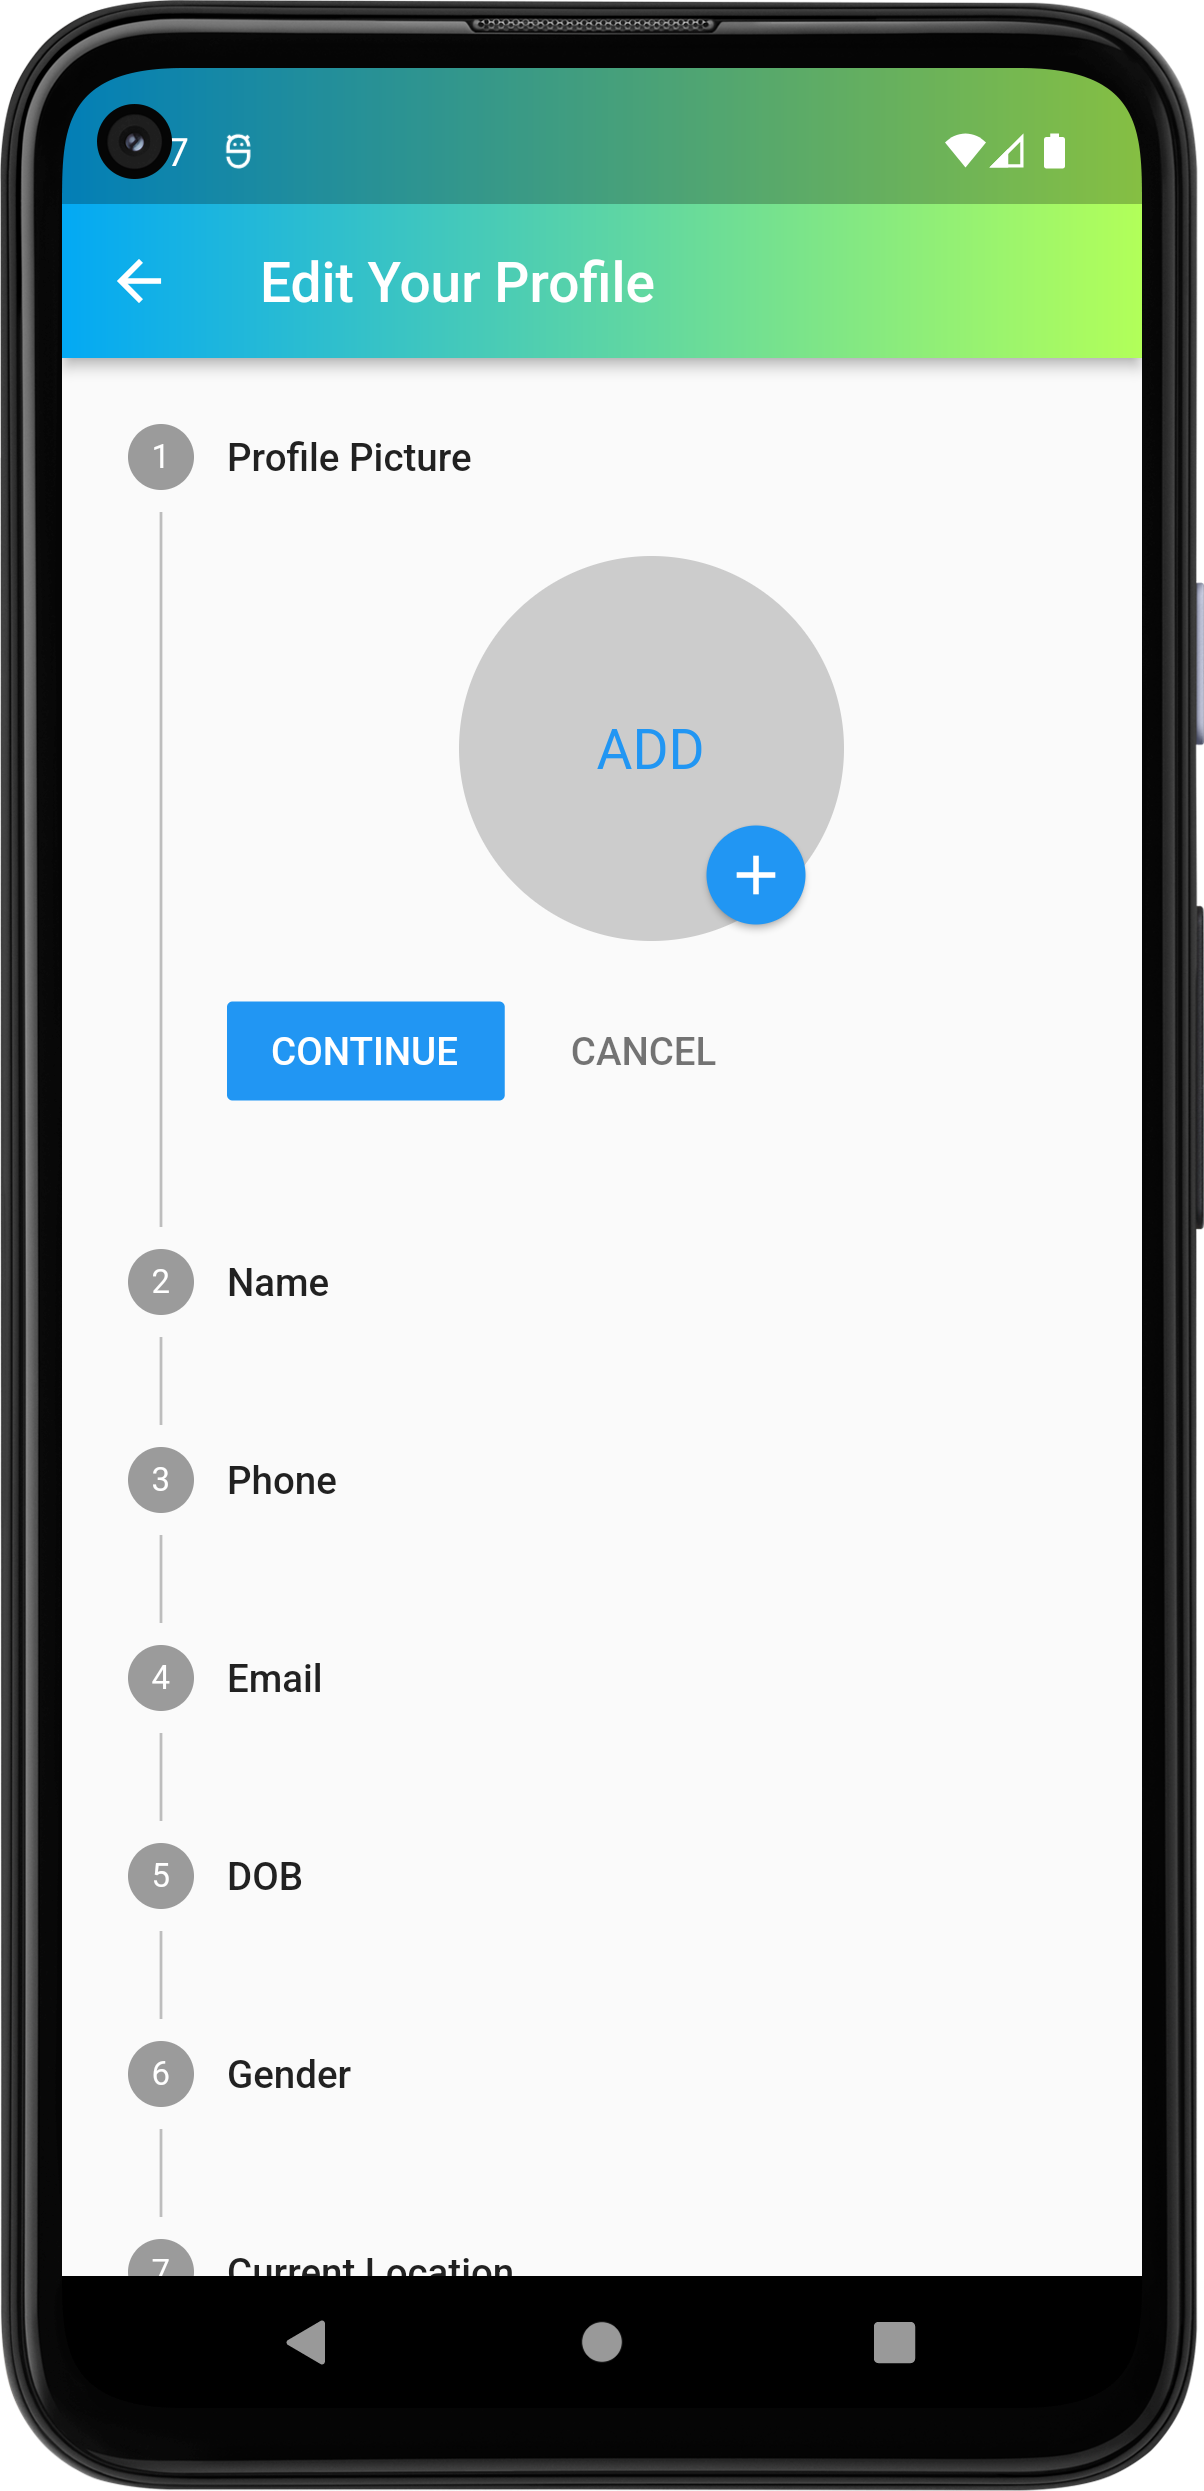 7
Edit Your Profile
1 Profile Picture
ADD
CONTINUE CANCEL
2 Name
3 Phone
4 Email
5 DOB
6 Gender
7 Current Location